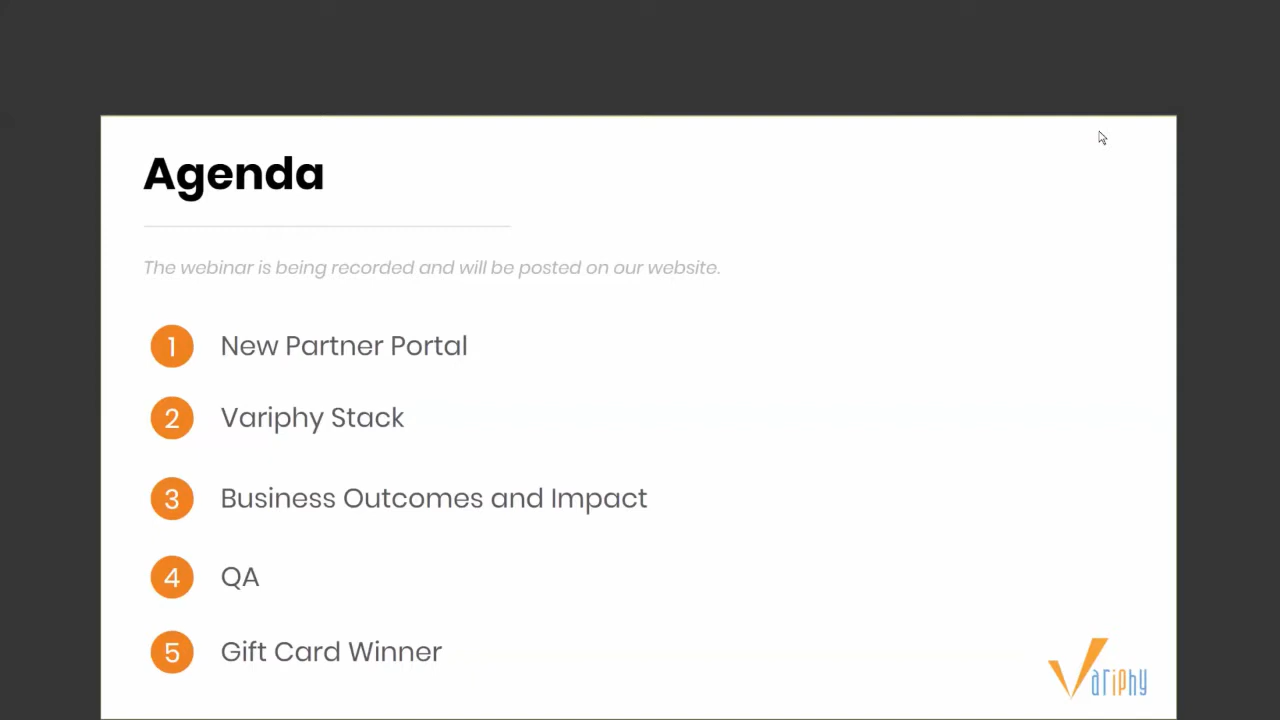 Agenda
The webinar is being recorded and will be posted on our website.
1 New Partner Portal
2 Variphy Stack
3 Business Outcomes and Impact
4 QA
5 Gift Card Winner
Variphy